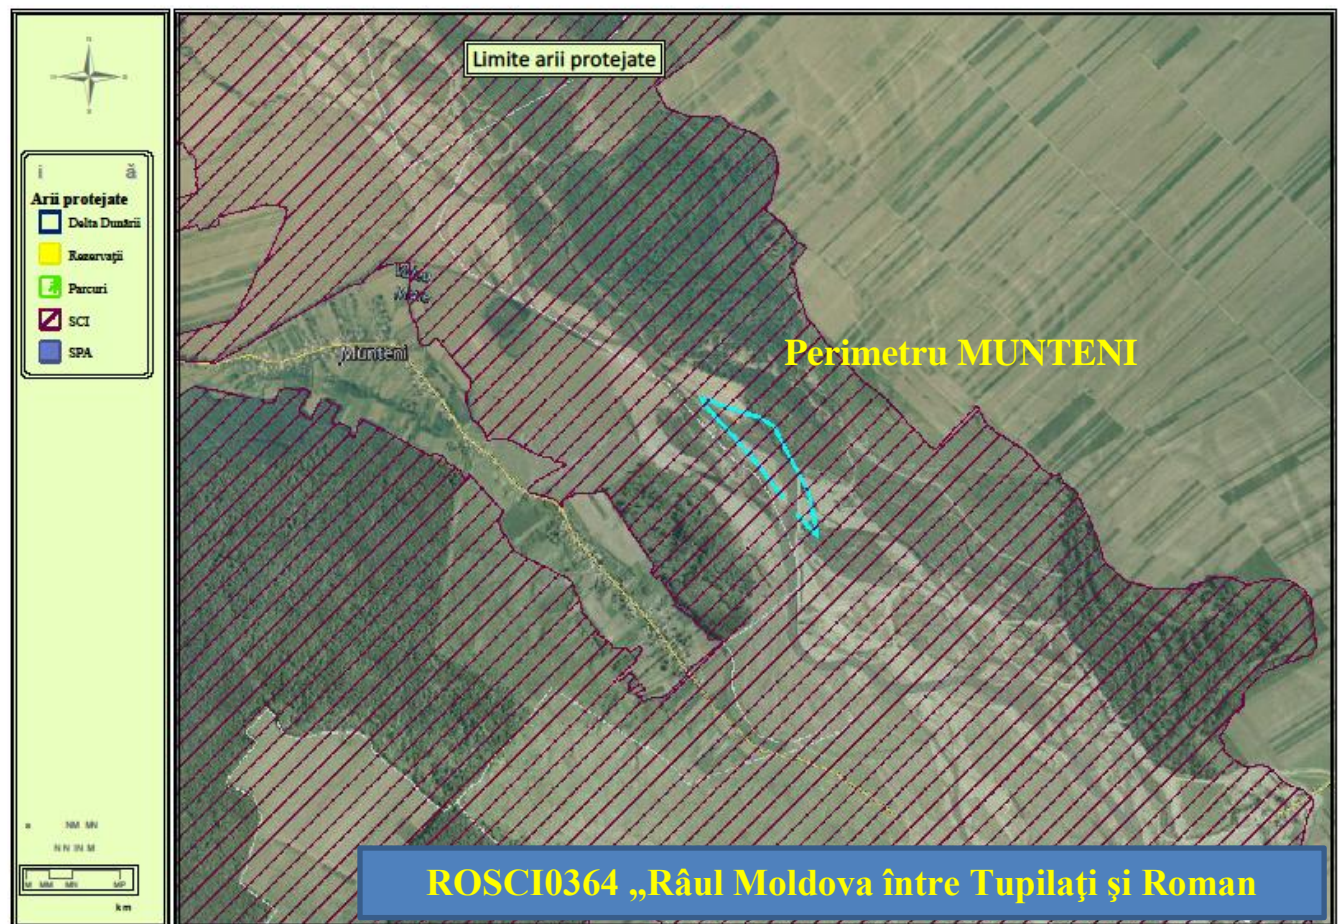 Limite arii protejate
Arii protejate
Delta Dunării
Rezervații
Parcuri
SCI
SPA
Munteni
Perimetru MUNTENI
km
ROSCI0364 „Râul Moldova între Tupilaţi şi Roman